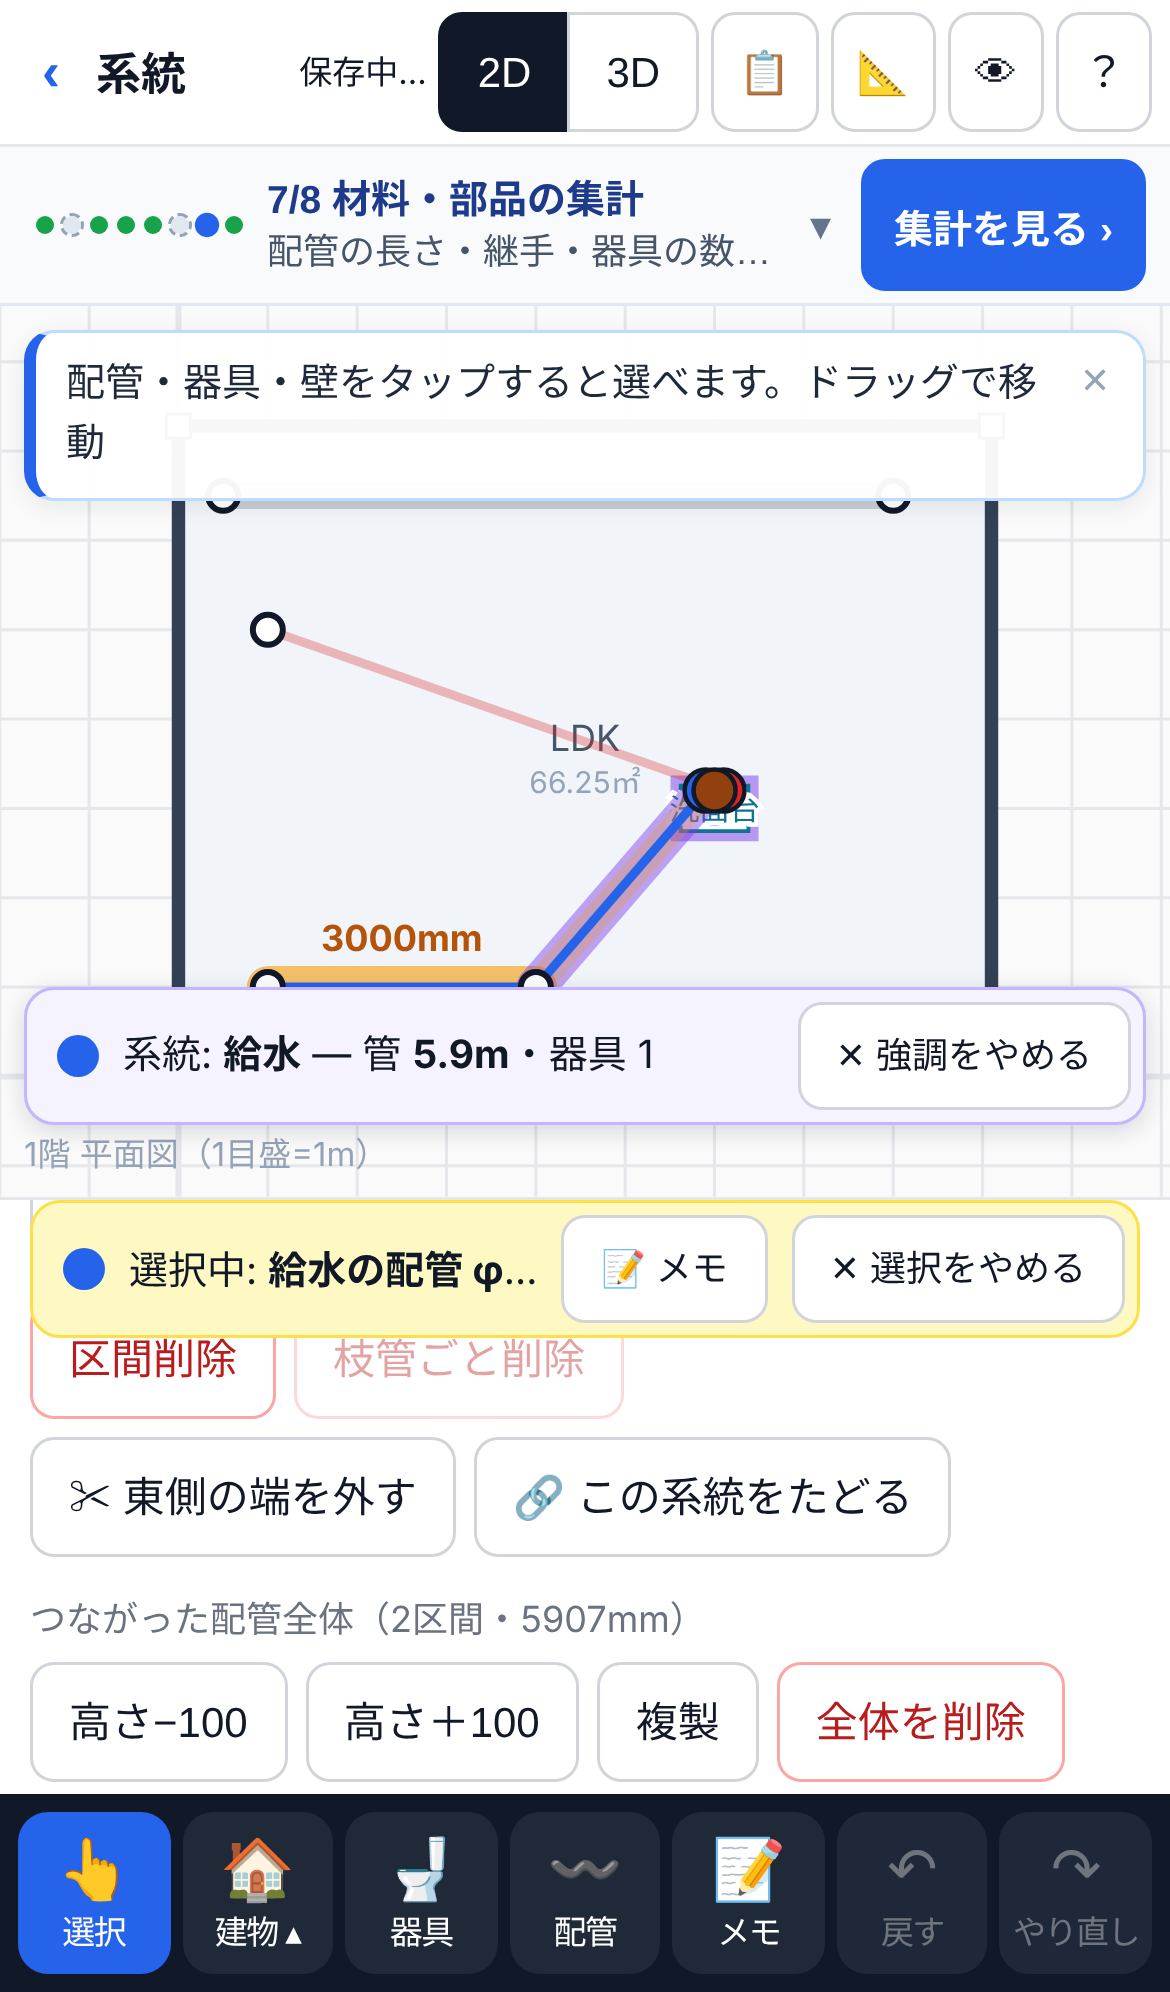 ‹ 系統 保存中... 2D 3D ?
7/8 材料・部品の集計
配管の長さ・継手・器具の数... ▼ 集計を見る ›
配管・器具・壁をタップすると選べます。ドラッグで移 ×
動
LDK
66.25㎡
洗面台
3000mm
系統: 給水 — 管 5.9m・器具 1 ✕ 強調をやめる
1階 平面図（1目盛=1m）
選択中: 給水の配管 φ... 📝 メモ ✕ 選択をやめる
区間削除 枝管ごと削除
✂ 東側の端を外す 🔗 この系統をたどる
つながった配管全体（2区間・5907mm）
高さ−100 高さ＋100 複製 全体を削除
選択 建物▲ 器具 配管 メモ 戻す やり直し